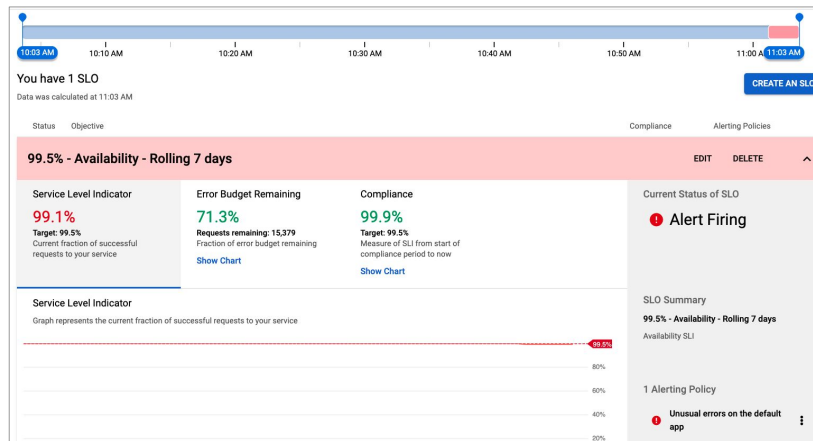 10:03 AM
10:10 AM
10:20 AM
10:30 AM
10:40 AM
10:50 AM
11:00 A
11:03 AM
You have 1 SLO
CREATE AN SLO
Data was calculated at 11:03 AM
Status Objective Compliance Alerting Policies
99.5% - Availability - Rolling 7 days EDIT DELETE
Service Level Indicator
99.1%
Target: 99.5%
Current fraction of successful
requests to your service
Error Budget Remaining
71.3%
Requests remaining: 15,379
Fraction of error budget remaining
Show Chart
Compliance
99.9%
Target: 99.5%
Measure of SLI from start of
compliance period to now
Show Chart
Current Status of SLO
Alert Firing
Service Level Indicator
Graph represents the current fraction of successful requests to your service
99.5%
80%
60%
40%
20%
SLO Summary
99.5% - Availability - Rolling 7 days
Availability SLI
1 Alerting Policy
Unusual errors on the default
app